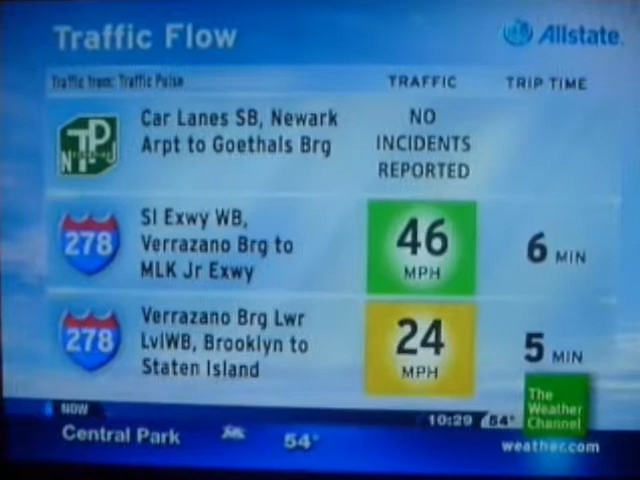 Traffic Flow
Allstate.
Traffic from: Traffic Pulse
TRAFFIC
TRIP TIME
N TP J
Car Lanes SB, Newark
Arpt to Goethals Brg
NO
INCIDENTS
REPORTED
278
SI Exwy WB,
Verrazano Brg to
MLK Jr Exwy
46
MPH
6 MIN
278
Verrazano Brg Lwr
LvlWB, Brooklyn to
Staten Island
24
MPH
5 MIN
The
Weather
Channel
NOW
10:29 54°
Central Park 54°
weather.com